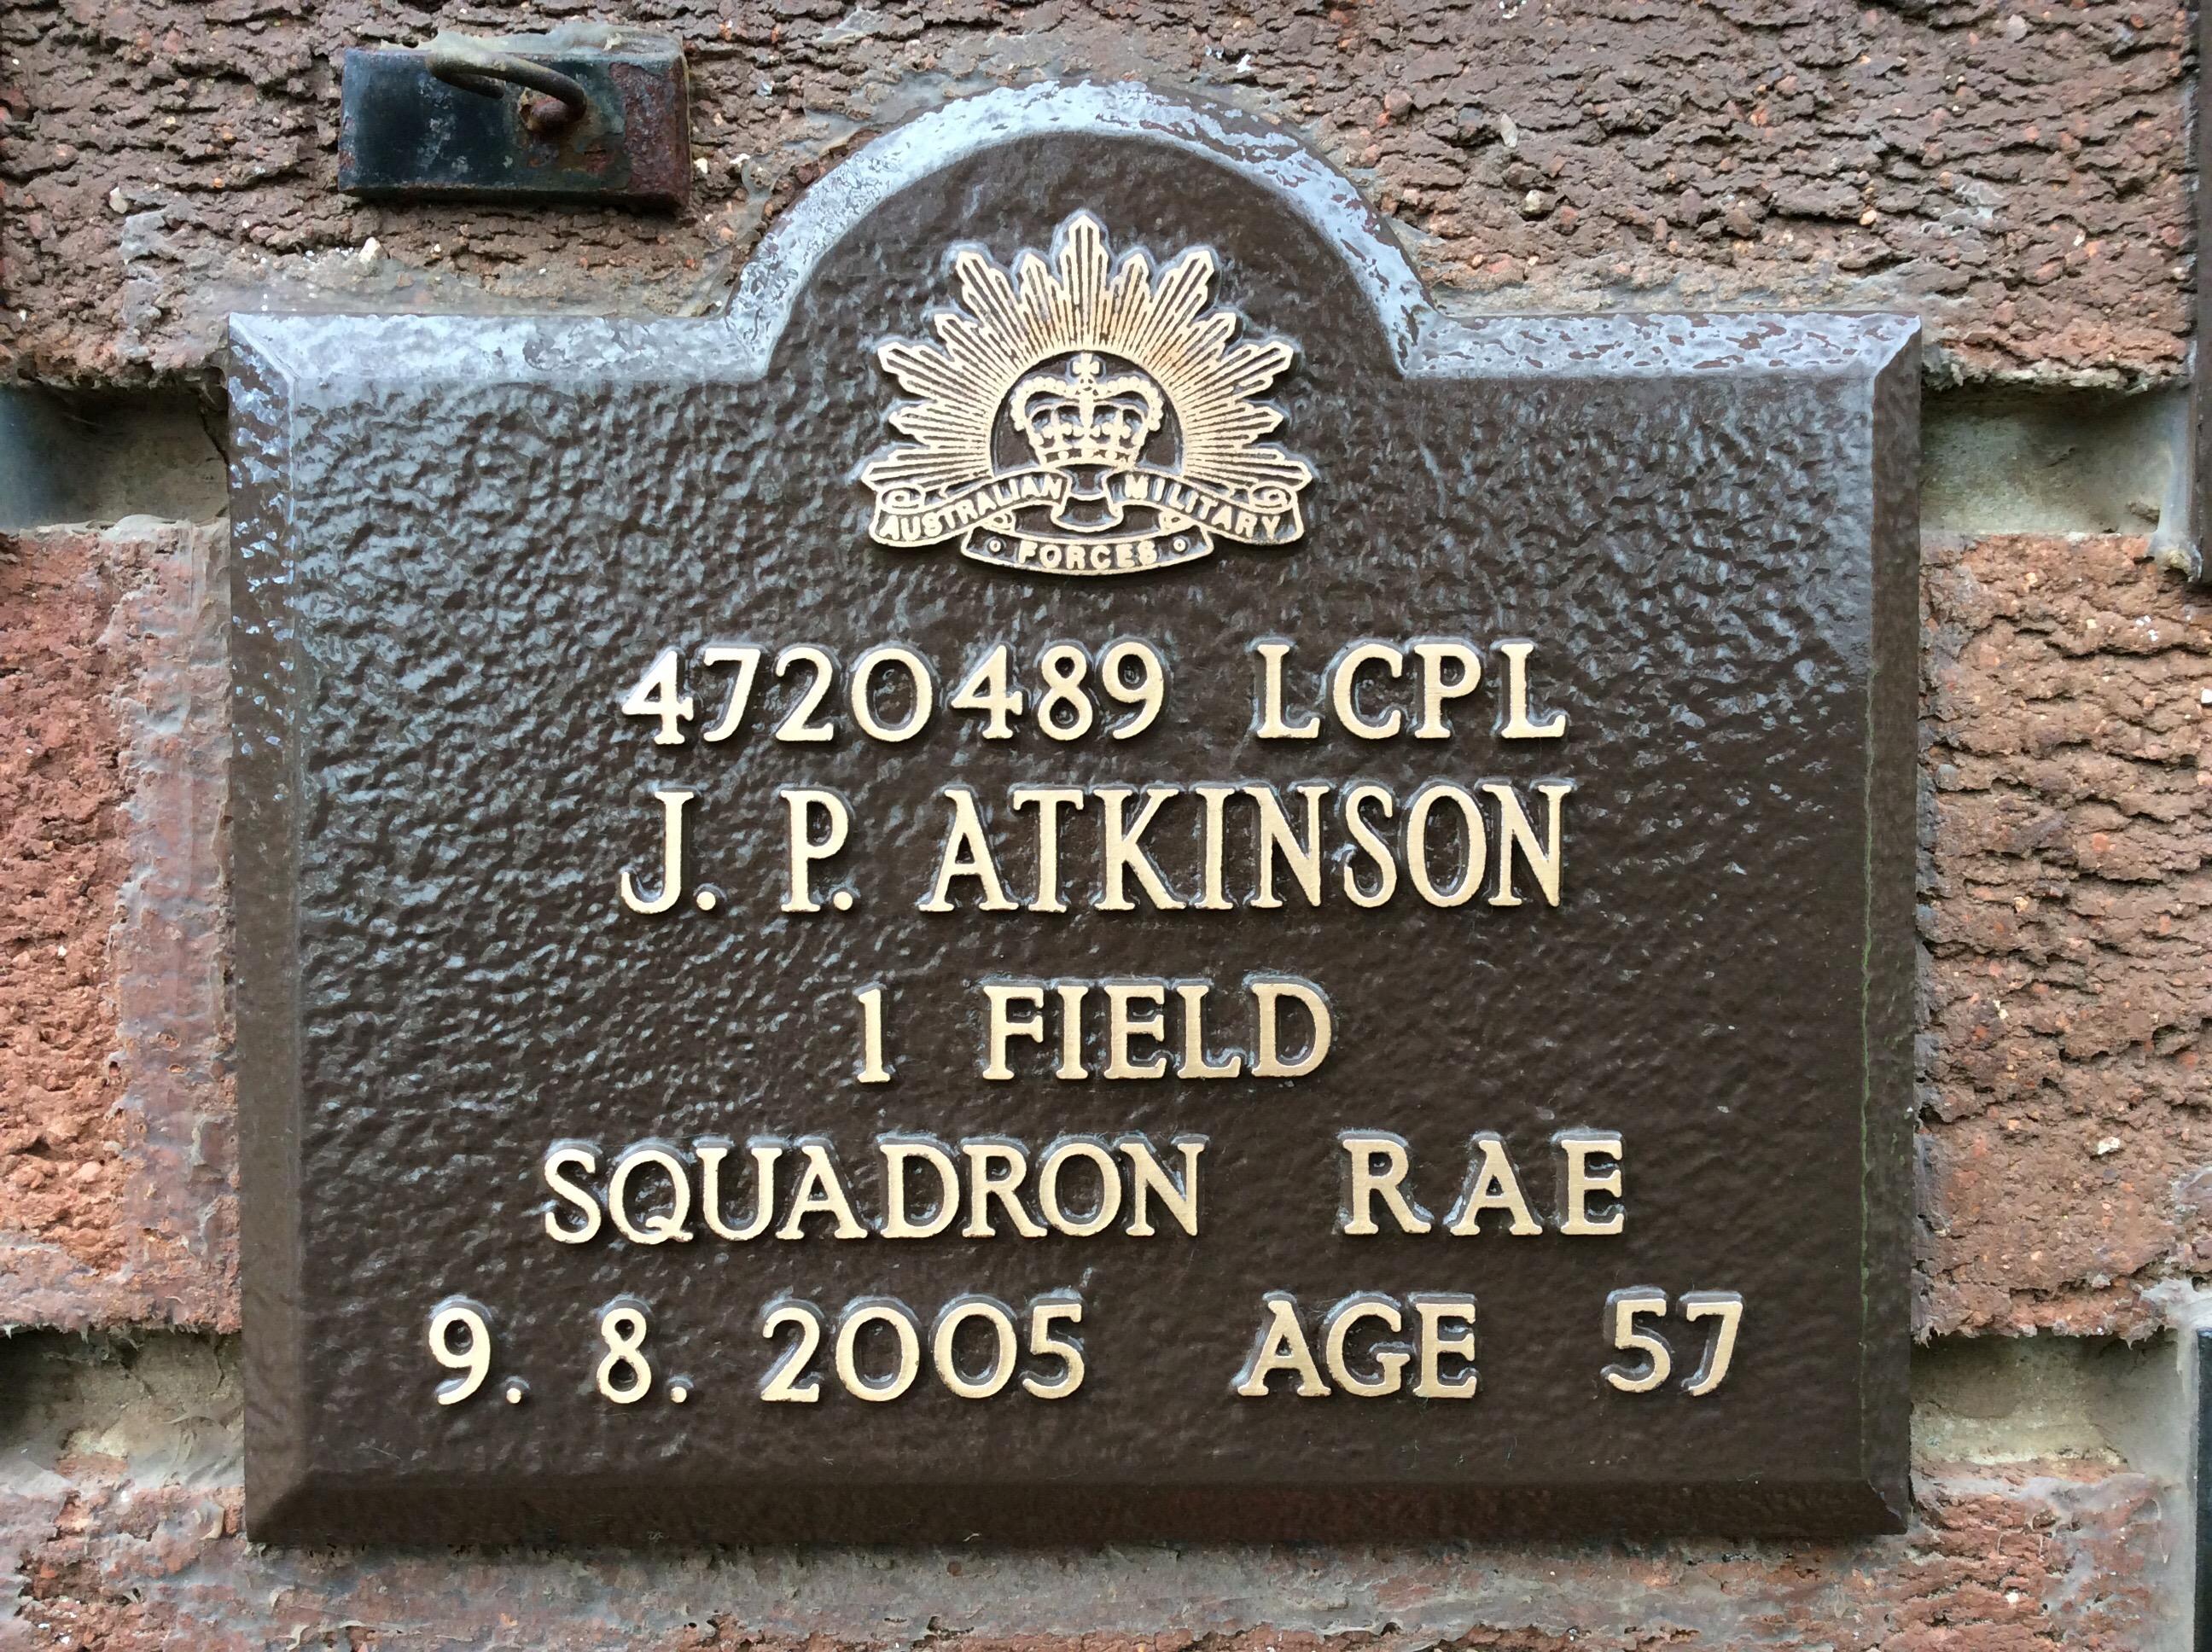 AUSTRALIAN MILITARY
FORCES
4720489 LCPL
J. P. ATKINSON
1 FIELD
SQUADRON RAE
9. 8. 2005 AGE 57